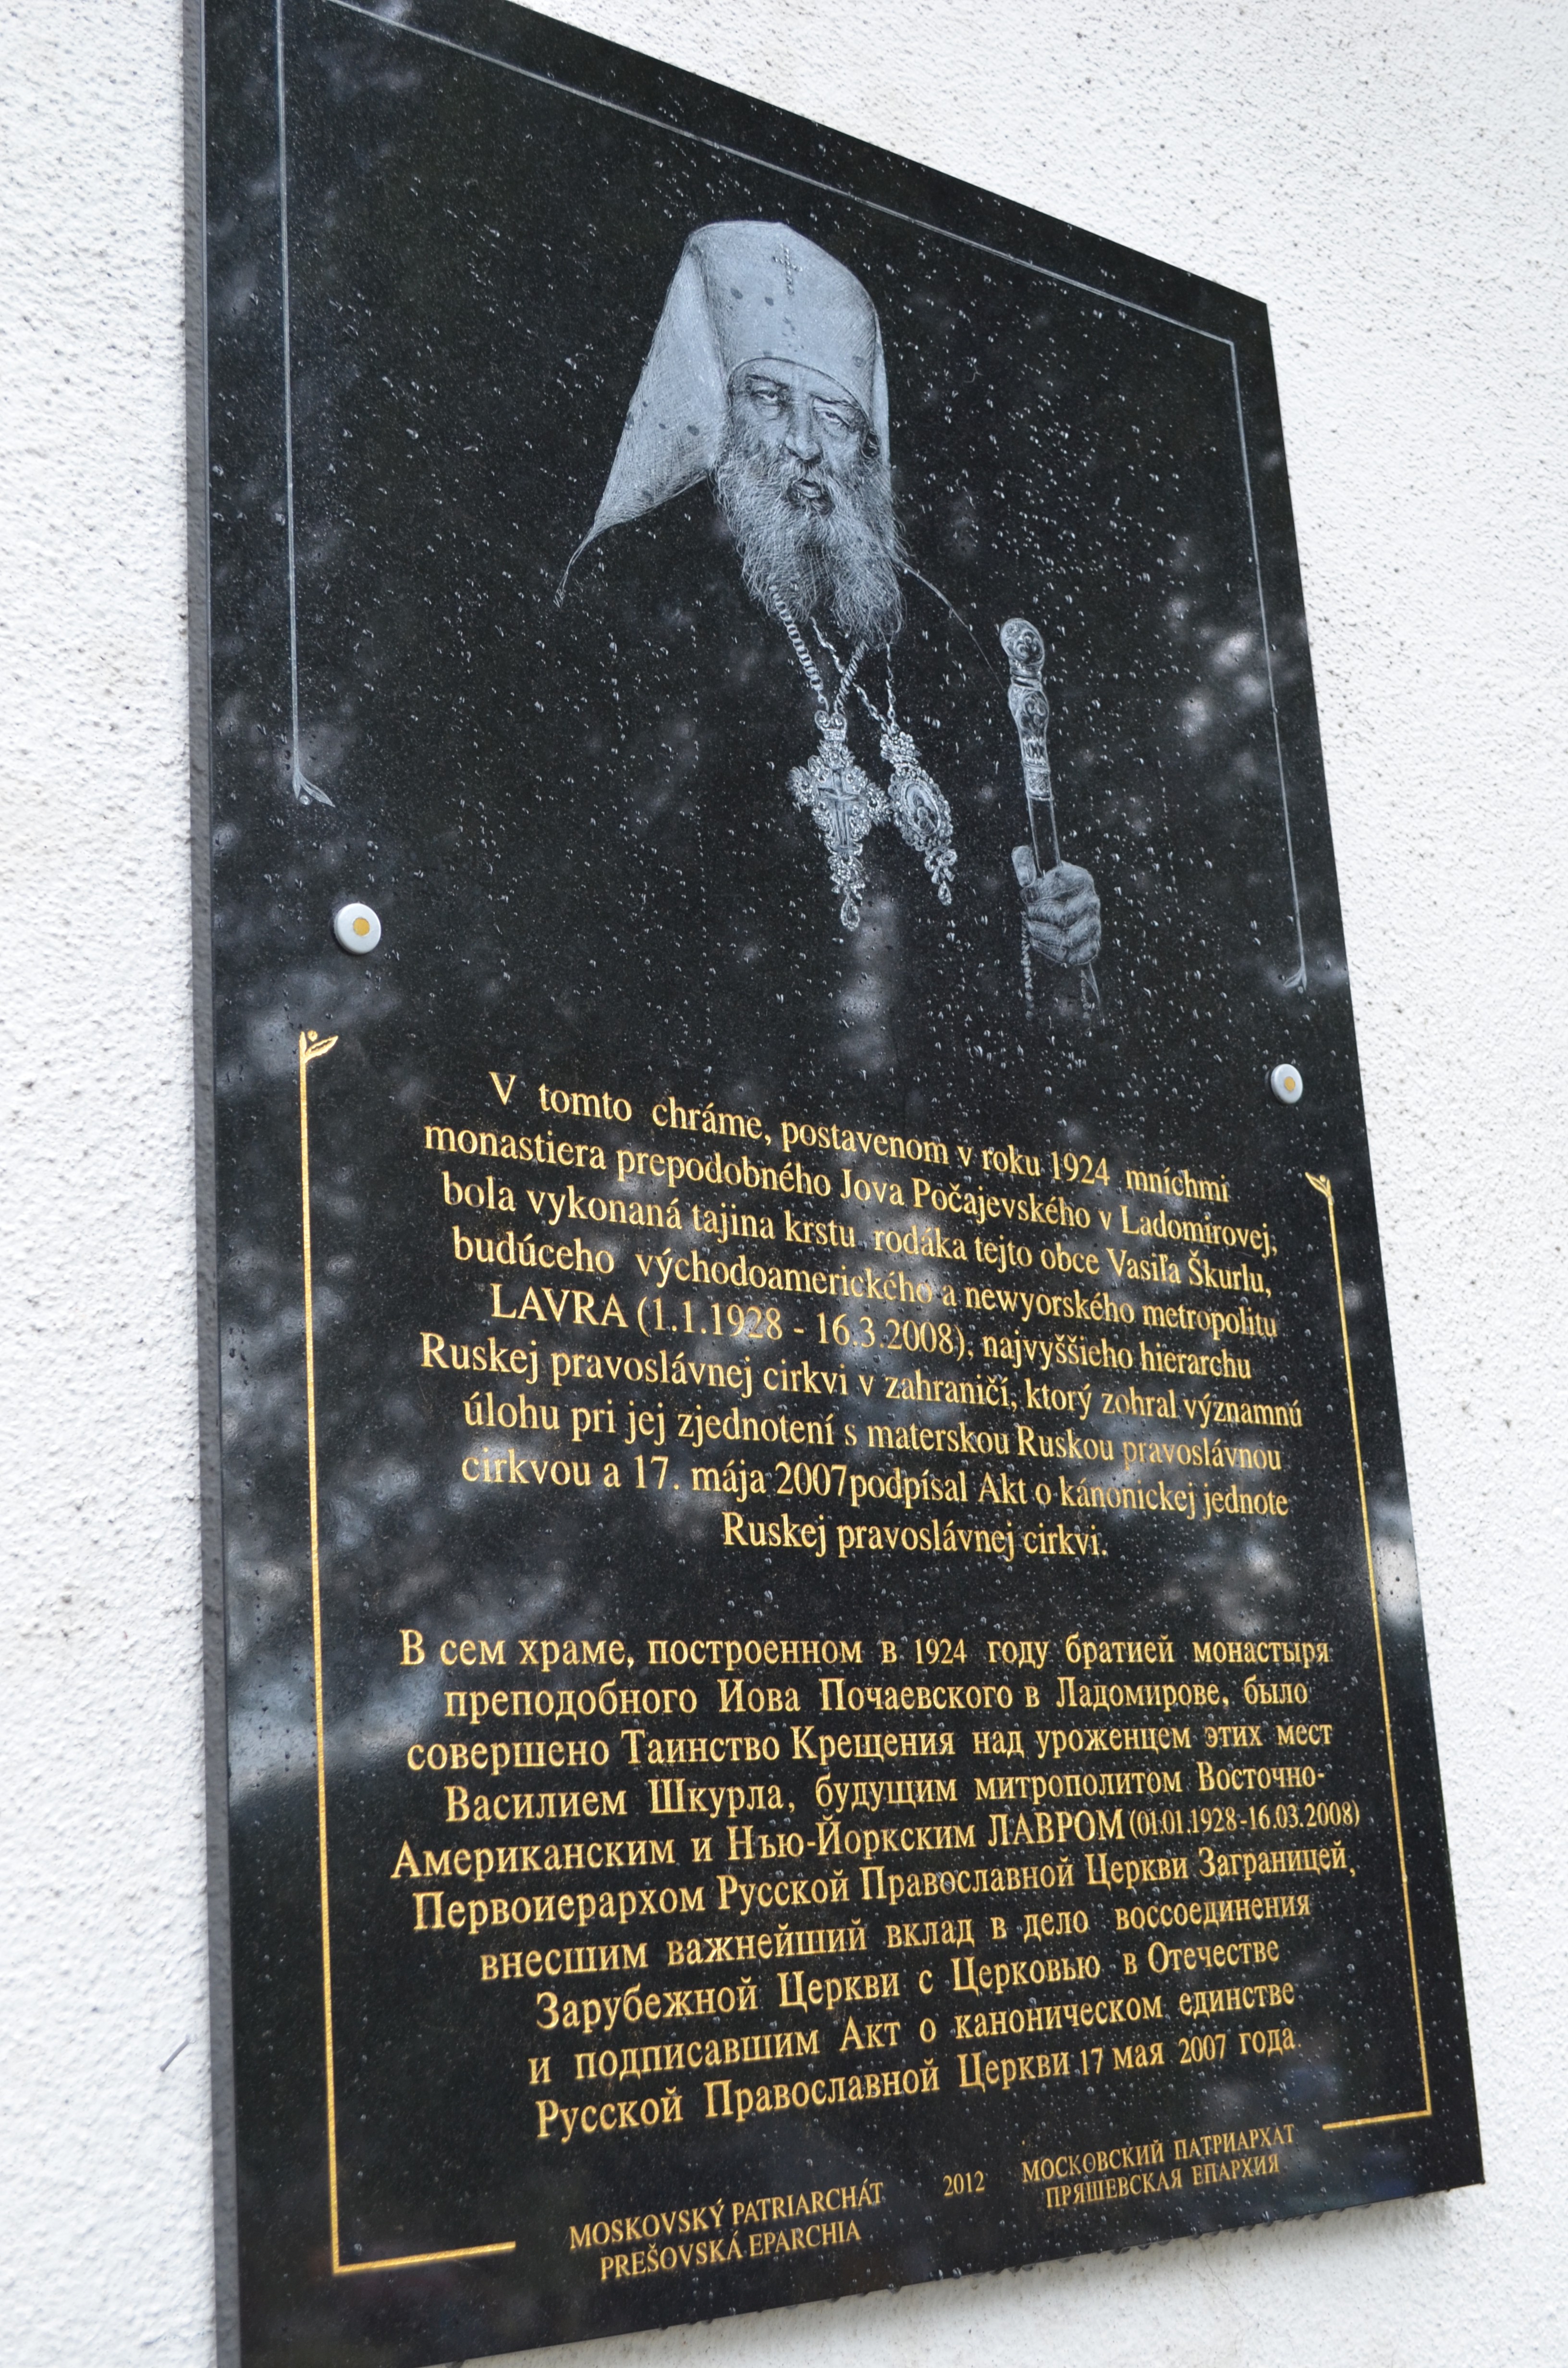 V tomto chráme, postavenom v roku 1924 mníchmi
monastiera prepodobného Jova Počajevského v Ladomirovej,
bola vykonaná tajina krstu rodáka tejto obce Vasiľa Škurlu,
budúceho východoamerického a newyorského metropolitu
LAVRA (1.1.1928 - 16.3.2008), najvyššieho hierarchu
Ruskej pravoslávnej cirkvi v zahraničí, ktorý zohral významnú
úlohu pri jej zjednotení s materskou Ruskou pravoslávnou
cirkvou a 17. mája 2007podpísal Akt o kánonickej jednote
Ruskej pravoslávnej cirkvi.
В сем храме, построенном в 1924 году братией монастыря
преподобного Иова Почаевского в Ладомирове, было
совершено Таинство Крещения над уроженцем этих мест
Василием Шкурла, будущим митрополитом Восточно-
Американским и Нью-Йоркским ЛАВРОМ (01.01.1928-16.03.2008)
Первоиерархом Русской Православной Церкви Заграницей,
внесшим важнейший вклад в дело воссоединения
Зарубежной Церкви с Церковью в Отечестве
и подписавшим Акт о каноническом единстве
Русской Православной Церкви 17 мая 2007 года.
MOSKOVSKÝ PATRIARCHÁT 2012 МОСКОВСКИЙ ПАТРИАРХАТ
PREŠOVSKÁ EPARCHIA ПРЯШЕВСКАЯ ЕПАРХИЯ